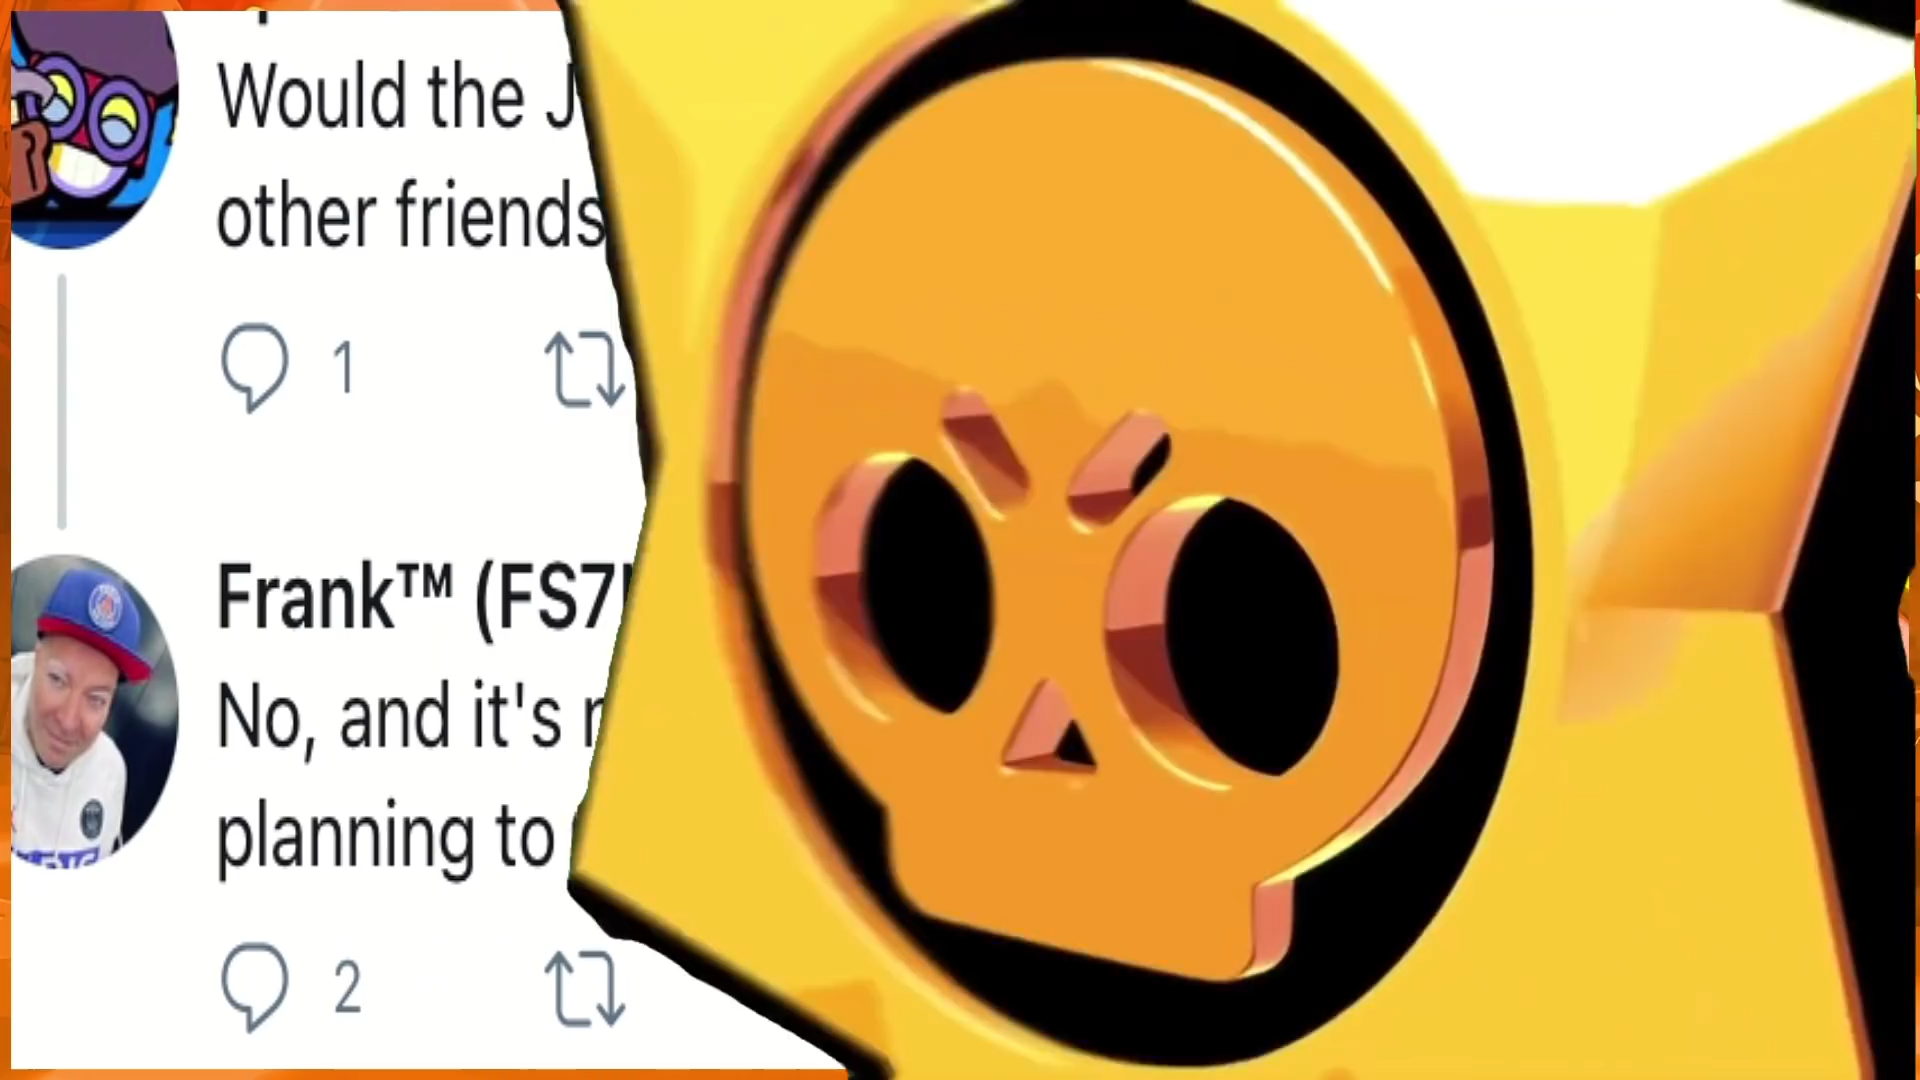 Would the J
other friends
1
Frank™ (FS7
No, and it's
planning to
2